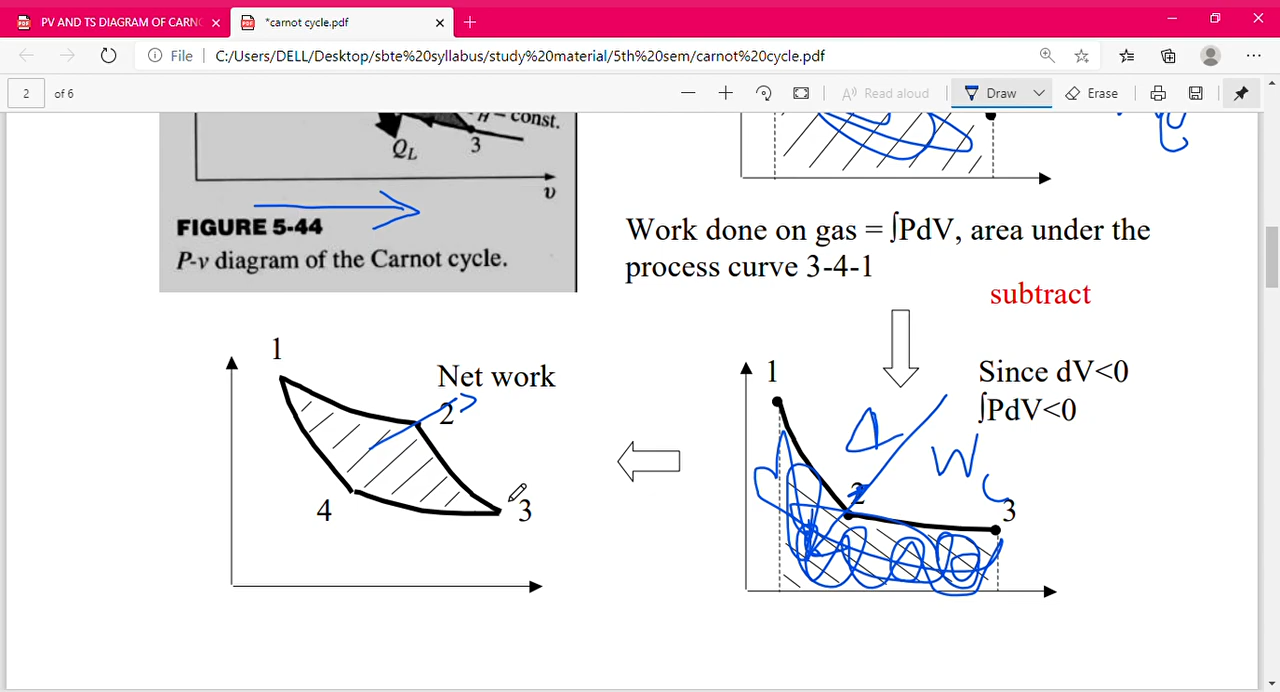 PV AND TS DIAGRAM OF CARN
*carnot cycle.pdf
File C:/Users/DELL/Desktop/sbte%20syllabus/study%20material/5th%20sem/carnot%20cycle.pdf
2 of 6
Read aloud
Draw
Erase
H = const.
QL
3
υ
FIGURE 5-44
P-v diagram of the Carnot cycle.
Work done on gas = ∫PdV, area under the
process curve 3-4-1
subtract
Since dV<0
∫PdV<0
1
Net work
2
3
4
1
2
3
W